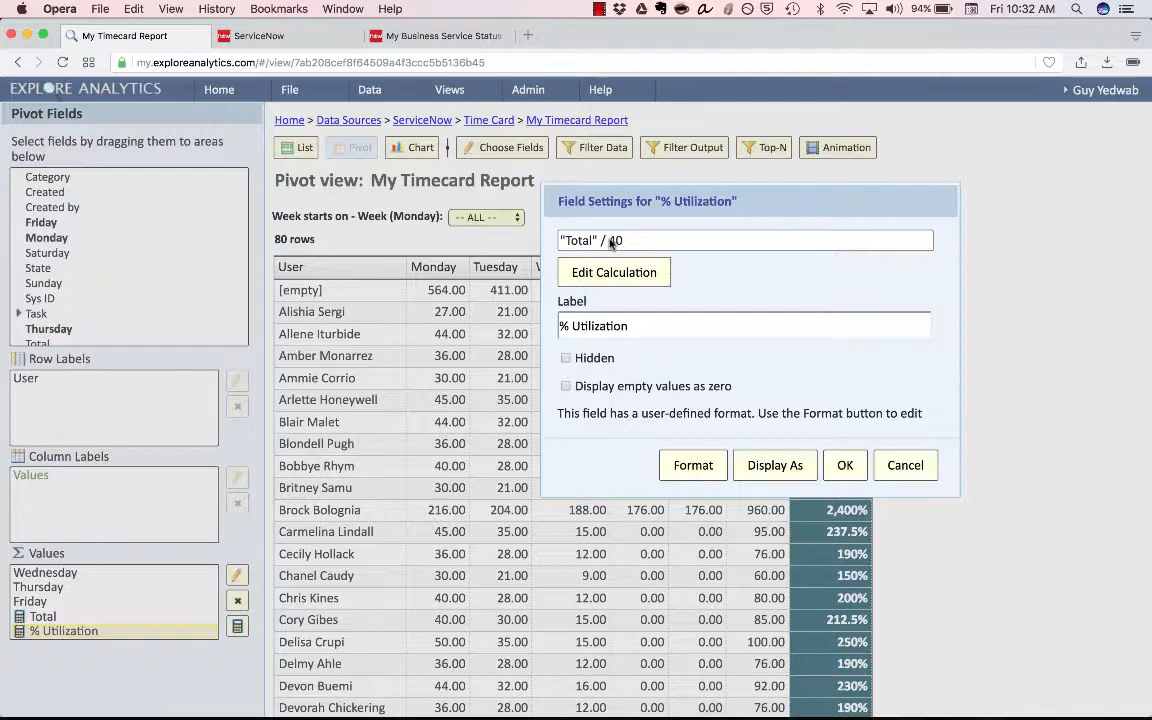 Opera File Edit View History Bookmarks Window Help 94% Fri 10:32 AM
My Timecard Report ServiceNow My Business Service Status
my.exploreanalytics.com/#/view/7ab208cef8f64509a4f3ccc5b5136b45
EXPLORE ANALYTICS Home File Data Views Admin Help Guy Yedwab
Pivot Fields
Select fields by dragging them to areas
below
Category
Created
Created by
Friday
Monday
Saturday
State
Sunday
Sys ID
Task
Thursday
Total
Row Labels
User
Column Labels
Values
Σ Values
Wednesday
Thursday
Friday
Total
% Utilization
Home > Data Sources > ServiceNow > Time Card > My Timecard Report
List Pivot Chart Choose Fields Filter Data Filter Output Top-N Animation
Pivot view: My Timecard Report
Week starts on - Week (Monday): -- ALL --
80 rows
User Monday Tuesday
[empty] 564.00 411.00
Alishia Sergi 27.00 21.00
Allene Iturbide 44.00 32.00
Amber Monarrez 36.00 28.00
Ammie Corrio 30.00 21.00
Arlette Honeywell 45.00 35.00
Blair Malet 44.00 32.00
Blondell Pugh 36.00 28.00
Bobbye Rhym 40.00 28.00
Britney Samu 30.00 21.00
Brock Bolognia 216.00 204.00 188.00 176.00 176.00 960.00 2,400%
Carmelina Lindall 45.00 35.00 15.00 0.00 0.00 95.00 237.5%
Cecily Hollack 36.00 28.00 12.00 0.00 0.00 76.00 190%
Chanel Caudy 30.00 21.00 9.00 0.00 0.00 60.00 150%
Chris Kines 40.00 28.00 12.00 0.00 0.00 80.00 200%
Cory Gibes 40.00 30.00 15.00 0.00 0.00 85.00 212.5%
Delisa Crupi 50.00 35.00 15.00 0.00 0.00 100.00 250%
Delmy Ahle 36.00 28.00 12.00 0.00 0.00 76.00 190%
Devon Buemi 44.00 32.00 16.00 0.00 0.00 92.00 230%
Devorah Chickering 36.00 28.00 12.00 0.00 0.00 76.00 190%
Field Settings for "% Utilization"
"Total" / 40
Edit Calculation
Label
% Utilization
Hidden
Display empty values as zero
This field has a user-defined format. Use the Format button to edit
Format Display As OK Cancel